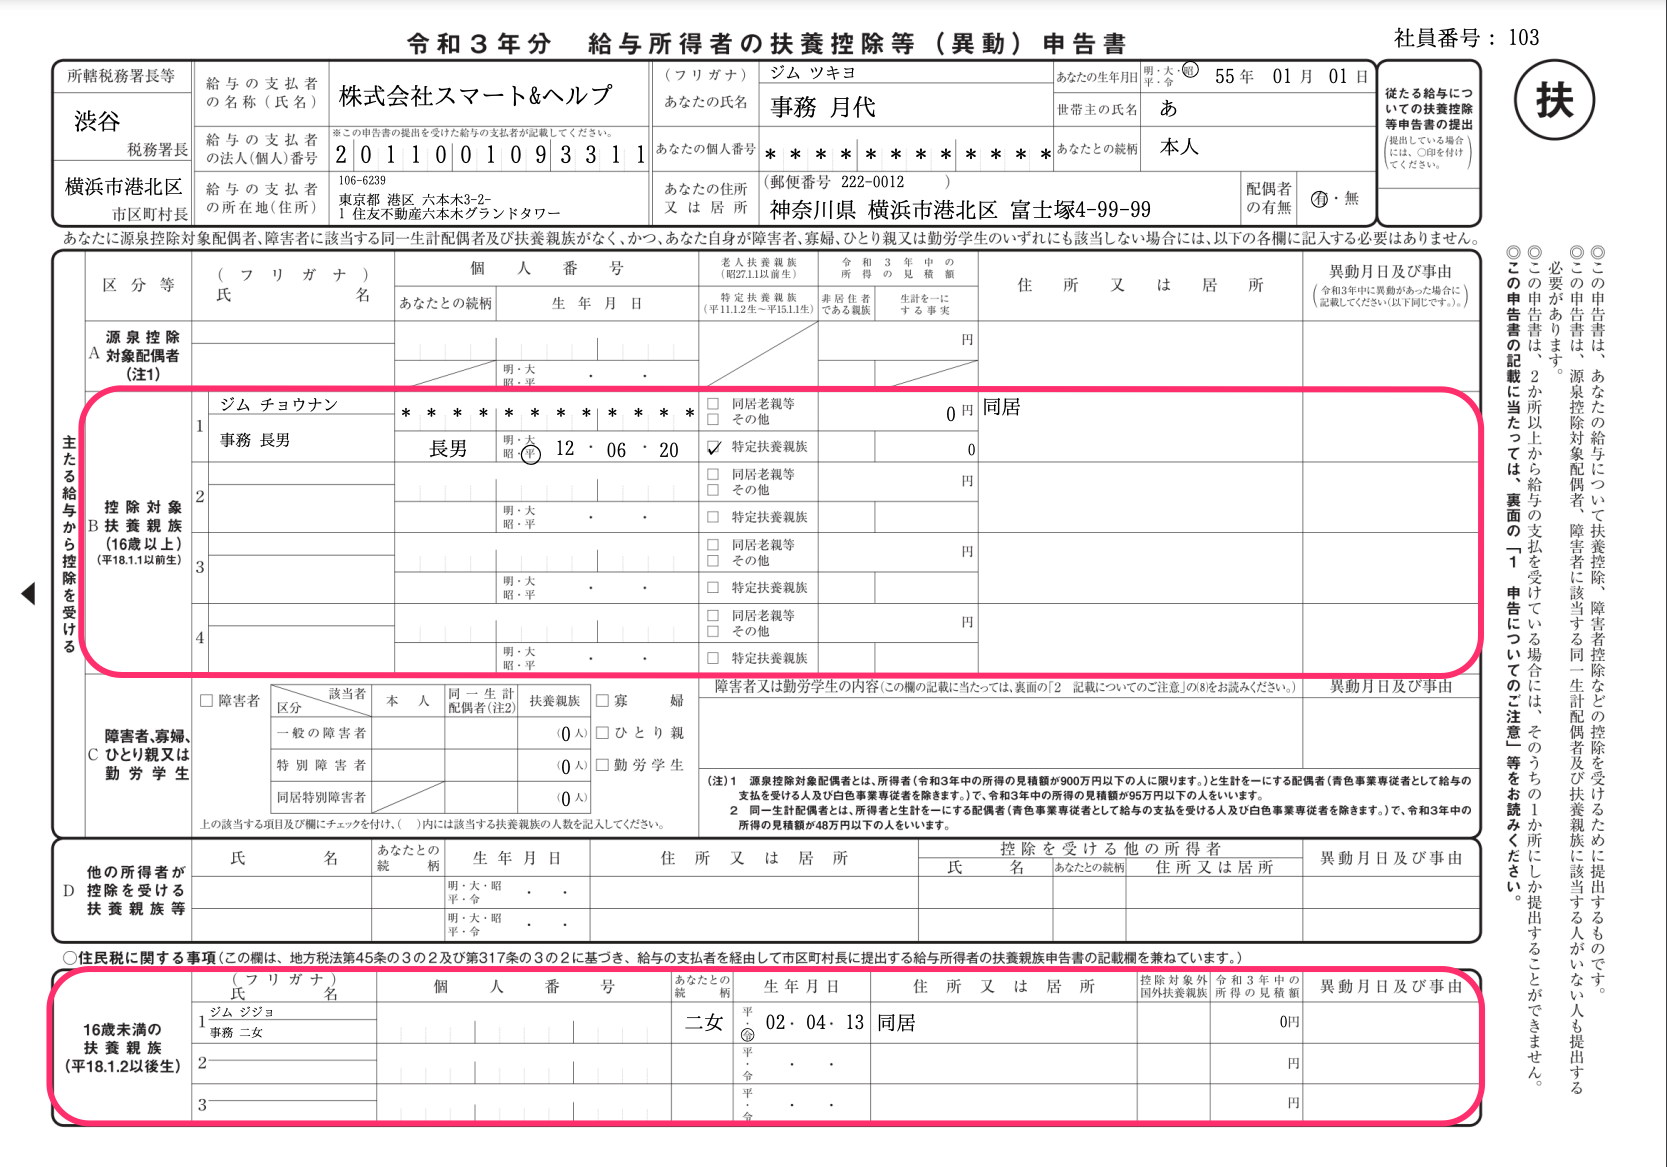 令和３年分　給与所得者の扶養控除等（異動）申告書
社員番号： 103
所轄税務署長等
渋谷
税務署長
横浜市港北区
市区町村長
給与の支払者の名称（氏名）
株式会社スマート&ヘルプ
給与の支払者の法人(個人)番号
※この申告書の提出を受けた給与の支払者が記載してください。
2 0 1 1 0 0 1 0 9 3 3 1 1
給与の支払者の所在地(住所)
106-6239
東京都 港区 六本木3-2-
1 住友不動産六本木グランドタワー
（フリガナ）
ジム ツキヨ
あなたの氏名
事務 月代
あなたの個人番号
* * * * * * * * * * * *
あなたの住所又は居所
（郵便番号 222-0012　　　）
神奈川県 横浜市港北区 富士塚4-99-99
あなたの生年月日
明・大・昭
平・令
55 年 01 月 01 日
世帯主の氏名
あ
あなたとの続柄
本人
配偶者の有無
有・無
従たる給与についての扶養控除等申告書の提出
（提出している場合には、○印を付けてください。）
扶
あなたに源泉控除対象配偶者、障害者に該当する同一生計配偶者及び扶養親族がなく、かつ、あなた自身が障害者、寡婦、ひとり親又は勤労学生のいずれにも該当しない場合には、以下の各欄に記入する必要はありません。
区分等
（フリガナ）
氏　名
個人番号
あなたとの続柄
生年月日
老人扶養親族
（昭27.1.1以前生）
特定扶養親族
（平11.1.2生～平15.1.1生）
令和３年中の所得の見積額
非居住者である親族
生計を一にする事実
住所又は居所
異動月日及び事由
（令和3年中に異動があった場合に記載してください(以下同じです。)。）
主たる給与から控除を受ける
A
源泉控除対象配偶者（注1）
円
明・大
昭・平
・　・
B
控除対象扶養親族（16歳以上）
（平18.1.1以前生）
1
ジム チョウナン
* * * * * * * * * * * *
□ 同居老親等
□ その他
0 円
同居
事務 長男
長男
明・大
昭・平
12 ・ 06 ・ 20
☑ 特定扶養親族
0
2
□ 同居老親等
□ その他
円
明・大
昭・平
・　・
□ 特定扶養親族
3
□ 同居老親等
□ その他
円
明・大
昭・平
・　・
□ 特定扶養親族
4
□ 同居老親等
□ その他
円
明・大
昭・平
・　・
□ 特定扶養親族
C
障害者、寡婦、ひとり親又は勤労学生
□ 障害者
区分
該当者
本人
同一生計配偶者(注2)
扶養親族
一般の障害者
（0 人）
特別障害者
（0 人）
同居特別障害者
（0 人）
□ 寡婦
□ ひとり親
□ 勤労学生
上の該当する項目及び欄にチェックを付け、（　）内には該当する扶養親族の人数を記入してください。
障害者又は勤労学生の内容（この欄の記載に当たっては、裏面の「2　記載についてのご注意」の(8)をお読みください。）
異動月日及び事由
（注）1　源泉控除対象配偶者とは、所得者（令和3年中の所得の見積額が900万円以下の人に限ります。）と生計を一にする配偶者（青色事業専従者として給与の
支払を受ける人及び白色事業専従者を除きます。）で、令和3年中の所得の見積額が95万円以下の人をいいます。
2　同一生計配偶者とは、所得者と生計を一にする配偶者（青色事業専従者として給与の支払を受ける人及び白色事業専従者を除きます。）で、令和3年中の
所得の見積額が48万円以下の人をいいます。
D
他の所得者が控除を受ける扶養親族等
氏　名
あなたとの続柄
生年月日
住所又は居所
控除を受ける他の所得者
氏　名
あなたとの続柄
住所又は居所
異動月日及び事由
明・大・昭
平・令
・　・
明・大・昭
平・令
・　・
○住民税に関する事項（この欄は、地方税法第45条の3の2及び第317条の3の2に基づき、給与の支払者を経由して市区町村長に提出する給与所得者の扶養親族申告書の記載欄を兼ねています。）
16歳未満の扶養親族
（平18.1.2以後生）
（フリガナ）
氏　名
個人番号
あなたとの続柄
生年月日
住所又は居所
控除対象外国外扶養親族
令和３年中の所得の見積額
異動月日及び事由
1
ジム ジジョ
事務 二女
二女
平・令
02・ 04・ 13
同居
0円
2
平・令
・　・
円
3
平・令
・　・
円
◎この申告書は、あなたの給与について扶養控除、障害者控除などの控除を受けるために提出するものです。
◎この申告書は、源泉控除対象配偶者、障害者に該当する同一生計配偶者及び扶養親族に該当する人がいない人も提出する
必要があります。
◎この申告書は、2か所以上から給与の支払を受けている場合には、そのうちの1か所にしか提出することができません。
◎この申告書の記載に当たっては、裏面の「1　申告についてのご注意」等をお読みください。